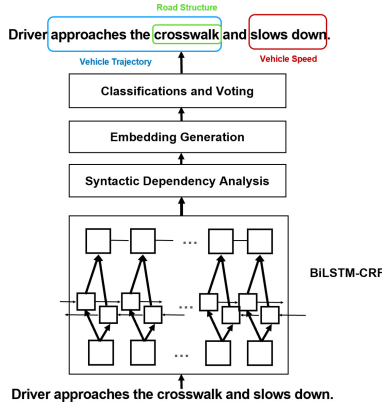 Road Structure
Driver approaches the crosswalk and slows down.
Vehicle Trajectory
Vehicle Speed
Classifications and Voting
Embedding Generation
Syntactic Dependency Analysis
...
BiLSTM-CRF
...
...
Driver approaches the crosswalk and slows down.